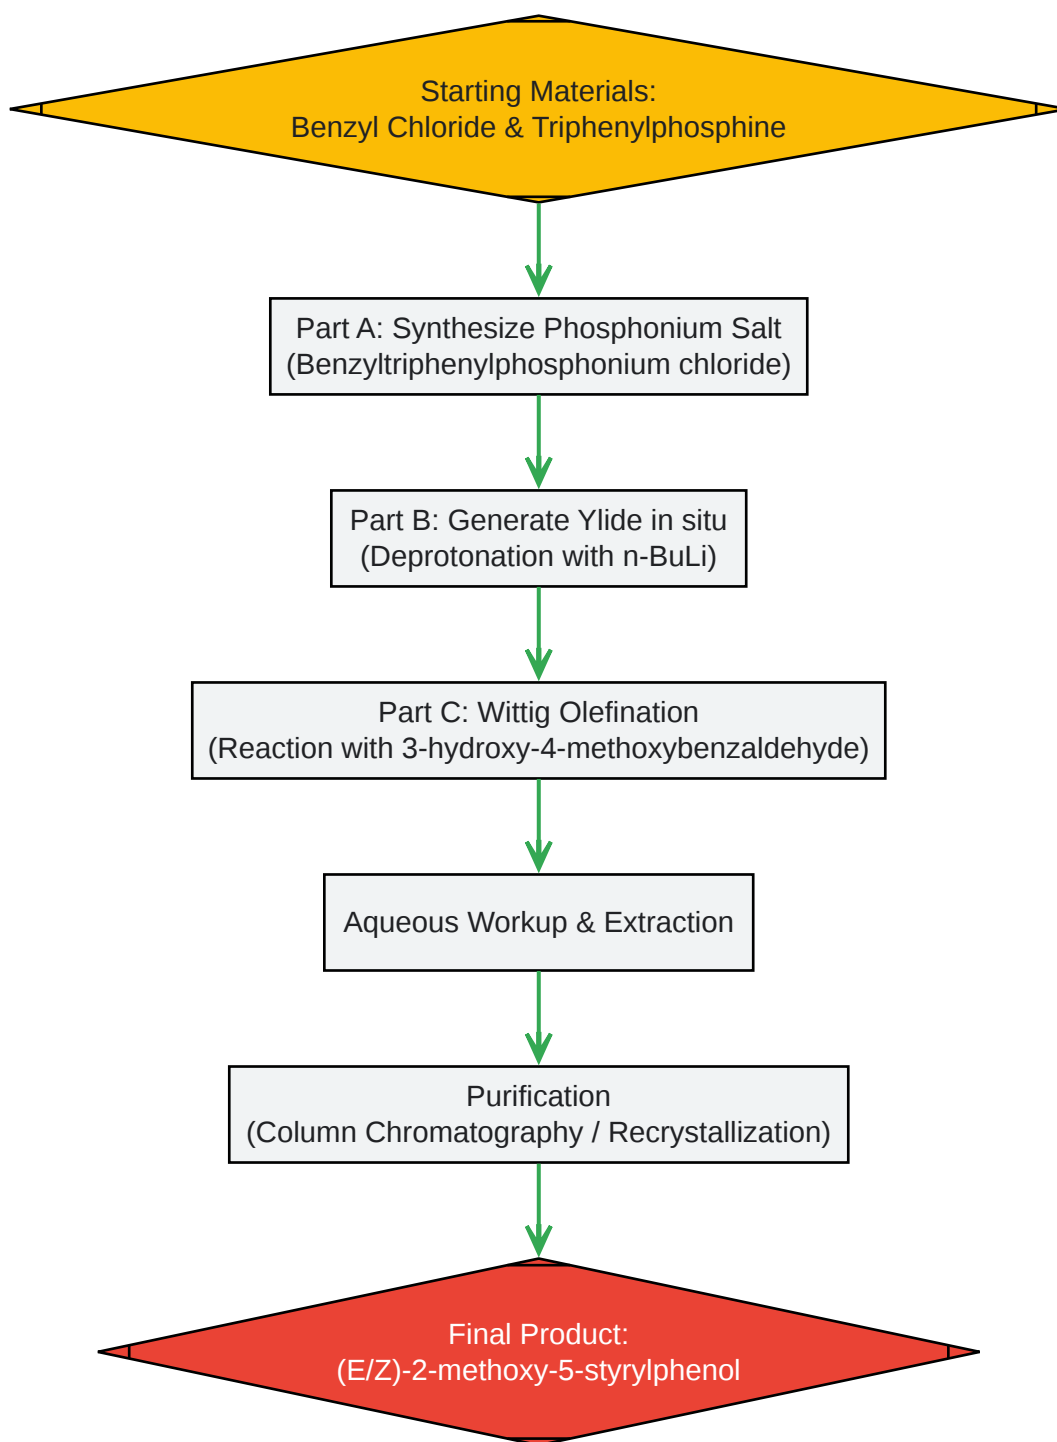 Starting Materials:
Benzyl Chloride & Triphenylphosphine
Part A: Synthesize Phosphonium Salt
(Benzyltriphenylphosphonium chloride)
Part B: Generate Ylide in situ
(Deprotonation with n-BuLi)
Part C: Wittig Olefination
(Reaction with 3-hydroxy-4-methoxybenzaldehyde)
Aqueous Workup & Extraction
Purification
(Column Chromatography / Recrystallization)
Final Product:
(E/Z)-2-methoxy-5-styrylphenol